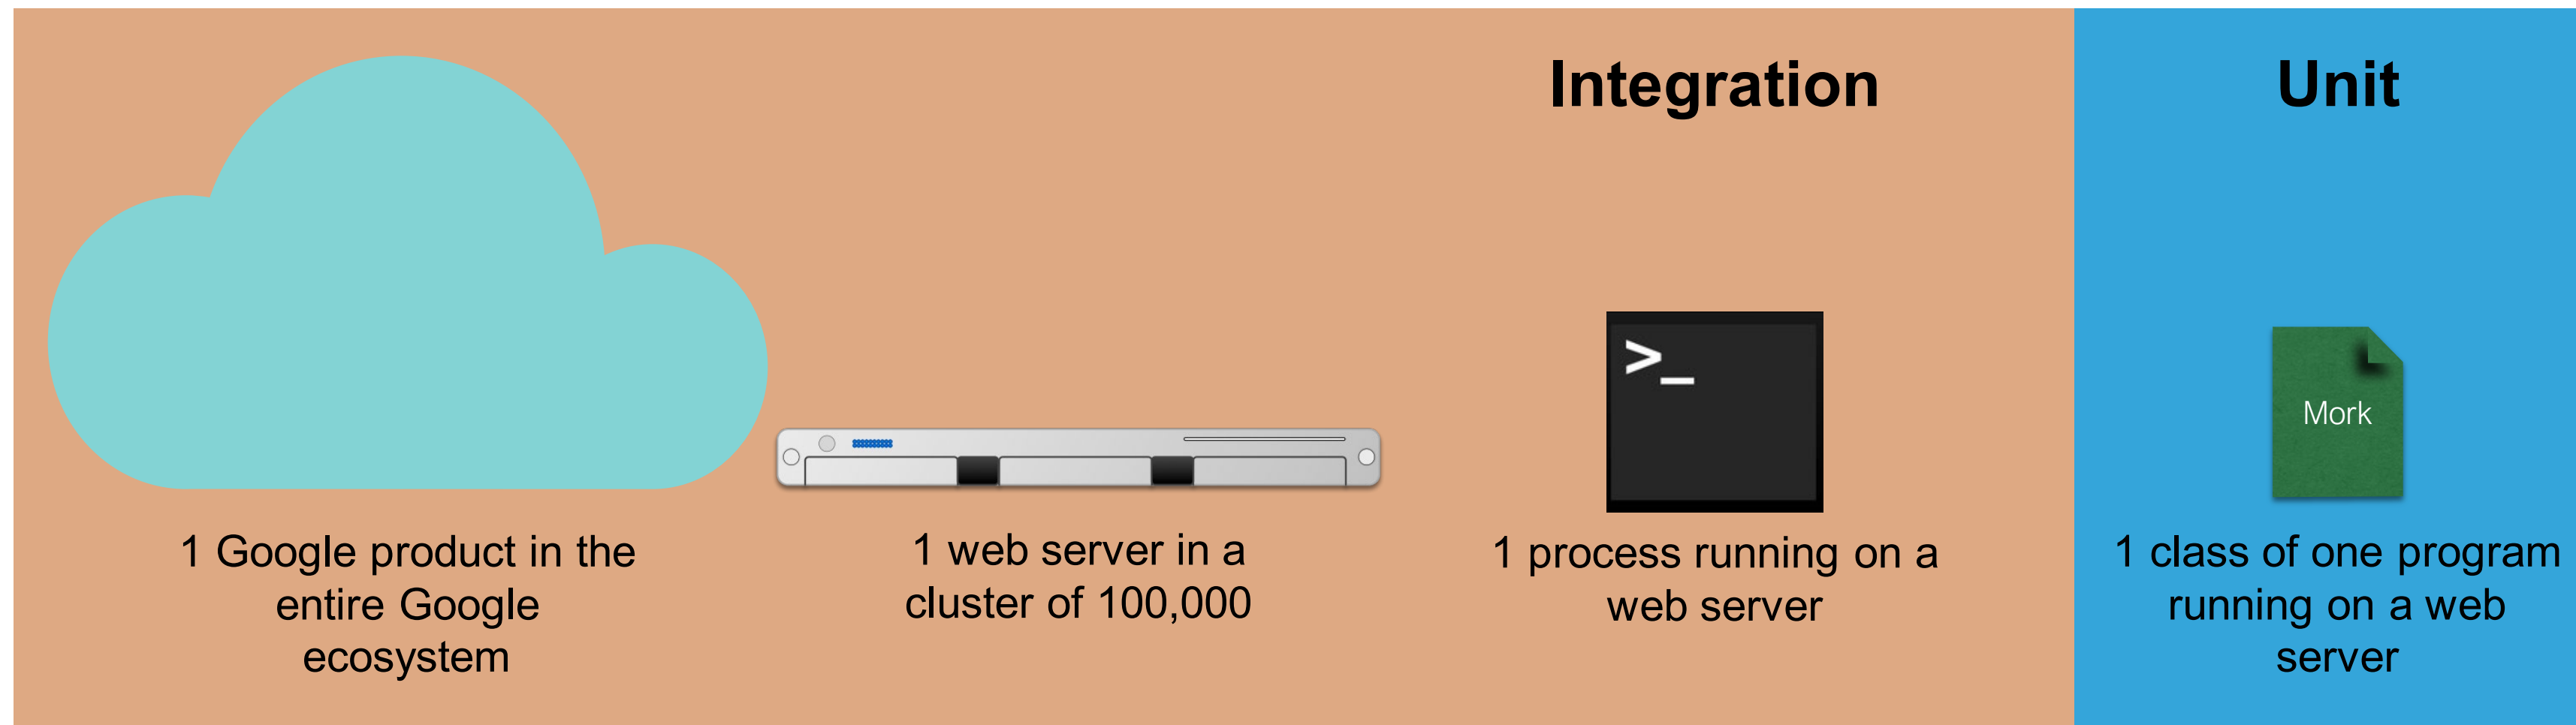 Integration
Unit
>_
Mork
1 Google product in the
entire Google
ecosystem
1 web server in a
cluster of 100,000
1 process running on a
web server
1 class of one program
running on a web
server